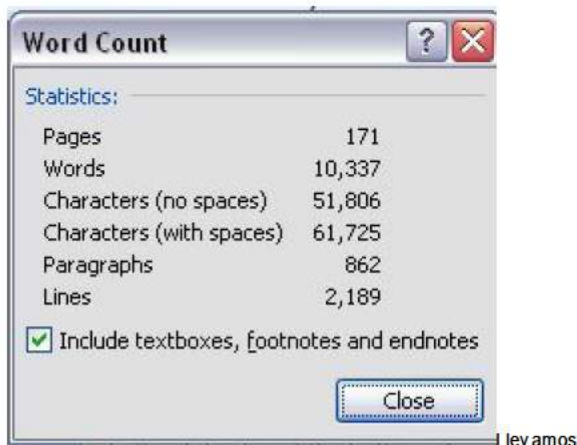 Word Count
Statistics:
Pages 171
Words 10,337
Characters (no spaces) 51,806
Characters (with spaces) 61,725
Paragraphs 862
Lines 2,189
Include textboxes, footnotes and endnotes
Close
Llevamos